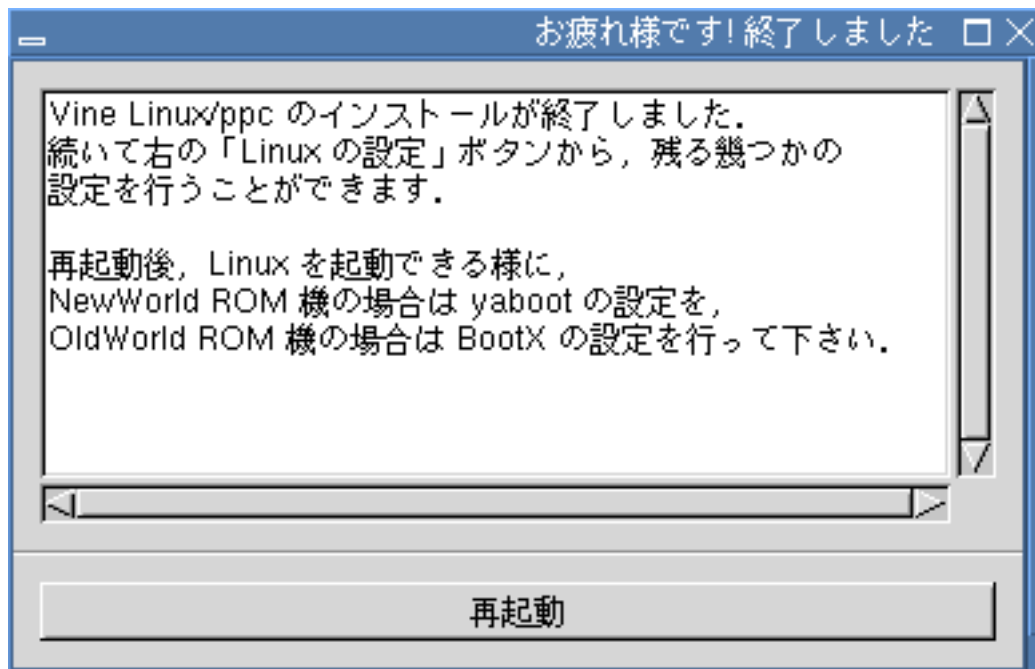 お疲れ様です! 終了しました
Vine Linux/ppc のインストールが終了しました.
続いて右の「Linux の設定」ボタンから, 残る幾つかの
設定を行うことができます.
再起動後, Linux を起動できる様に,
NewWorld ROM 機の場合は yaboot の設定を,
OldWorld ROM 機の場合は BootX の設定を行って下さい.
再起動